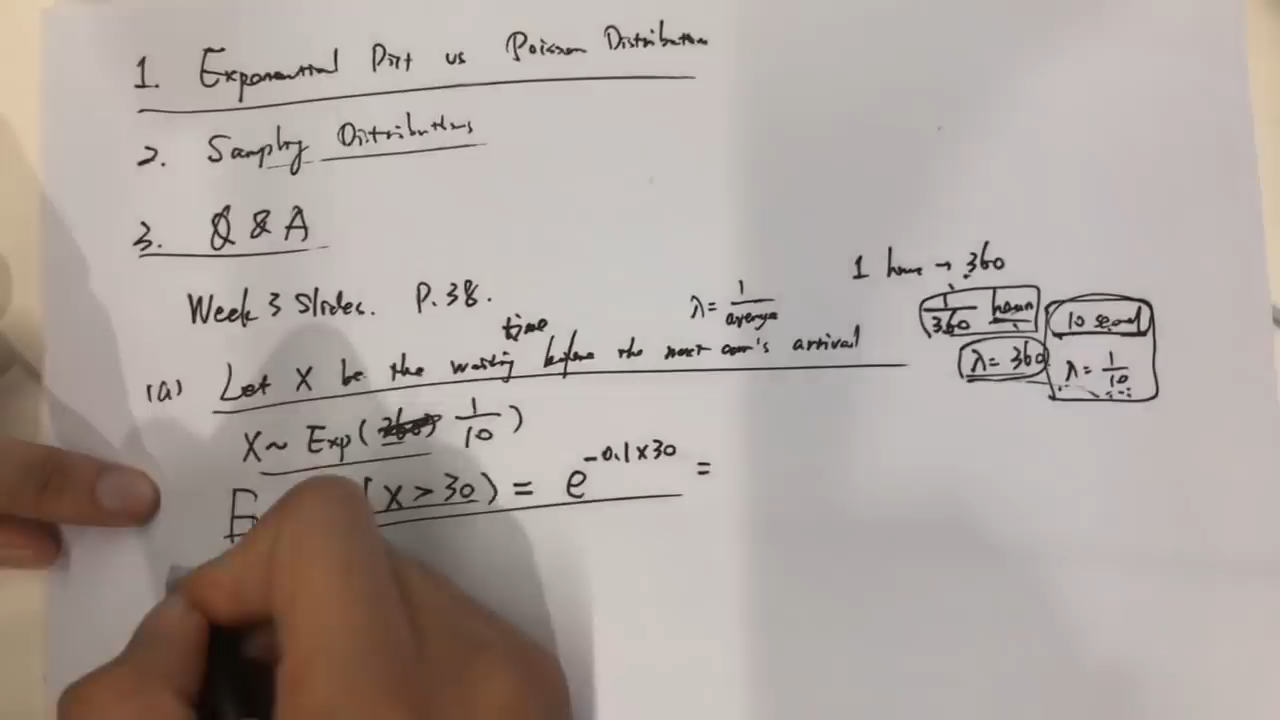 1. Exponential Dist vs Poisson Distribution
2. Sampling Distributions
3. Q & A
1 hour → 360
Week 3 Slides. P.38.
λ = 1/average
1/360 hour
10 second
time
λ = 360
λ = 1/10
(a) Let X be the waiting before the next car's arrival
X ~ Exp( 1/10 )
(X > 30) = e^{-0.1×30} =